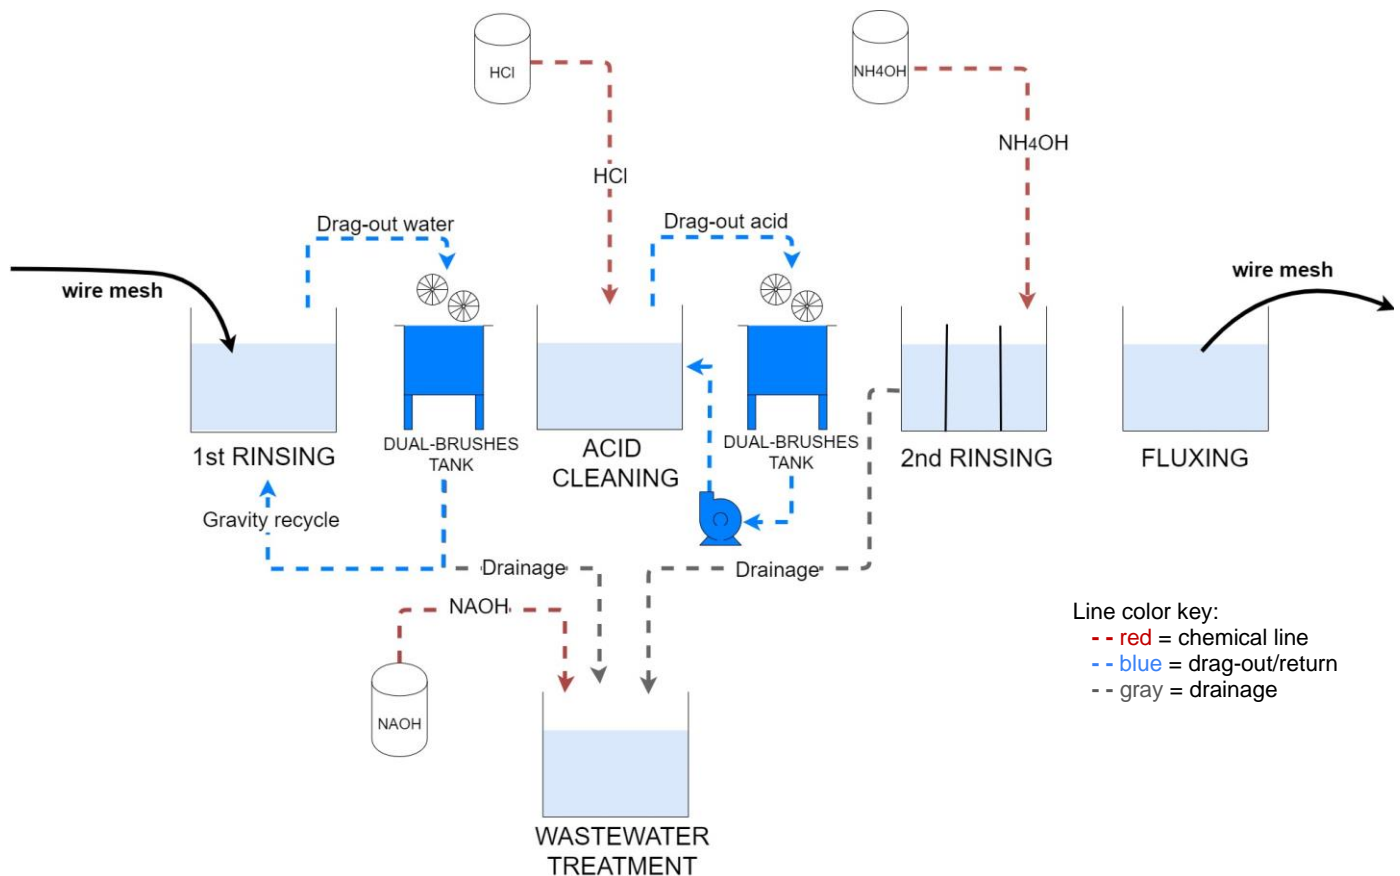 HCl
NH4OH
NH4OH
HCl
Drag-out water
Drag-out acid
wire mesh
wire mesh
1st RINSING
DUAL-BRUSHES
TANK
ACID
CLEANING
DUAL-BRUSHES
TANK
2nd RINSING
FLUXING
Gravity recycle
Drainage
Drainage
NAOH
NAOH
Line color key:
-- red = chemical line
-- blue = drag-out/return
-- gray = drainage
WASTEWATER
TREATMENT